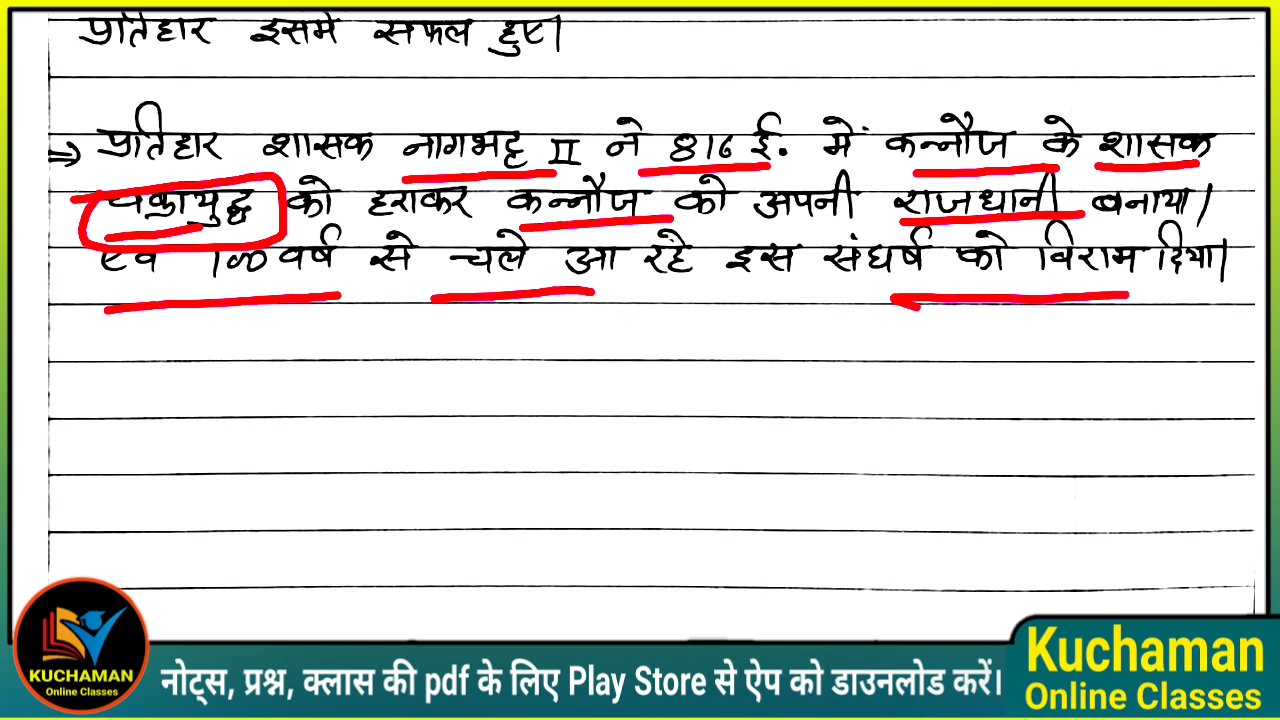 प्रतिहार इसमें सफल हुए।
⇒ प्रतिहार शासक नागभट्ट II ने 816 ई. में कन्नौज के शासक
चक्रायुद्ध को हराकर कन्नौज को अपनी राजधानी बनाया।
एवं 100 वर्ष से चले आ रहे इस संघर्ष को विराम दिया।
KUCHAMAN
Online Classes
नोट्स, प्रश्न, क्लास की pdf के लिए Play Store से ऐप को डाउनलोड करें।
Kuchaman
Online Classes